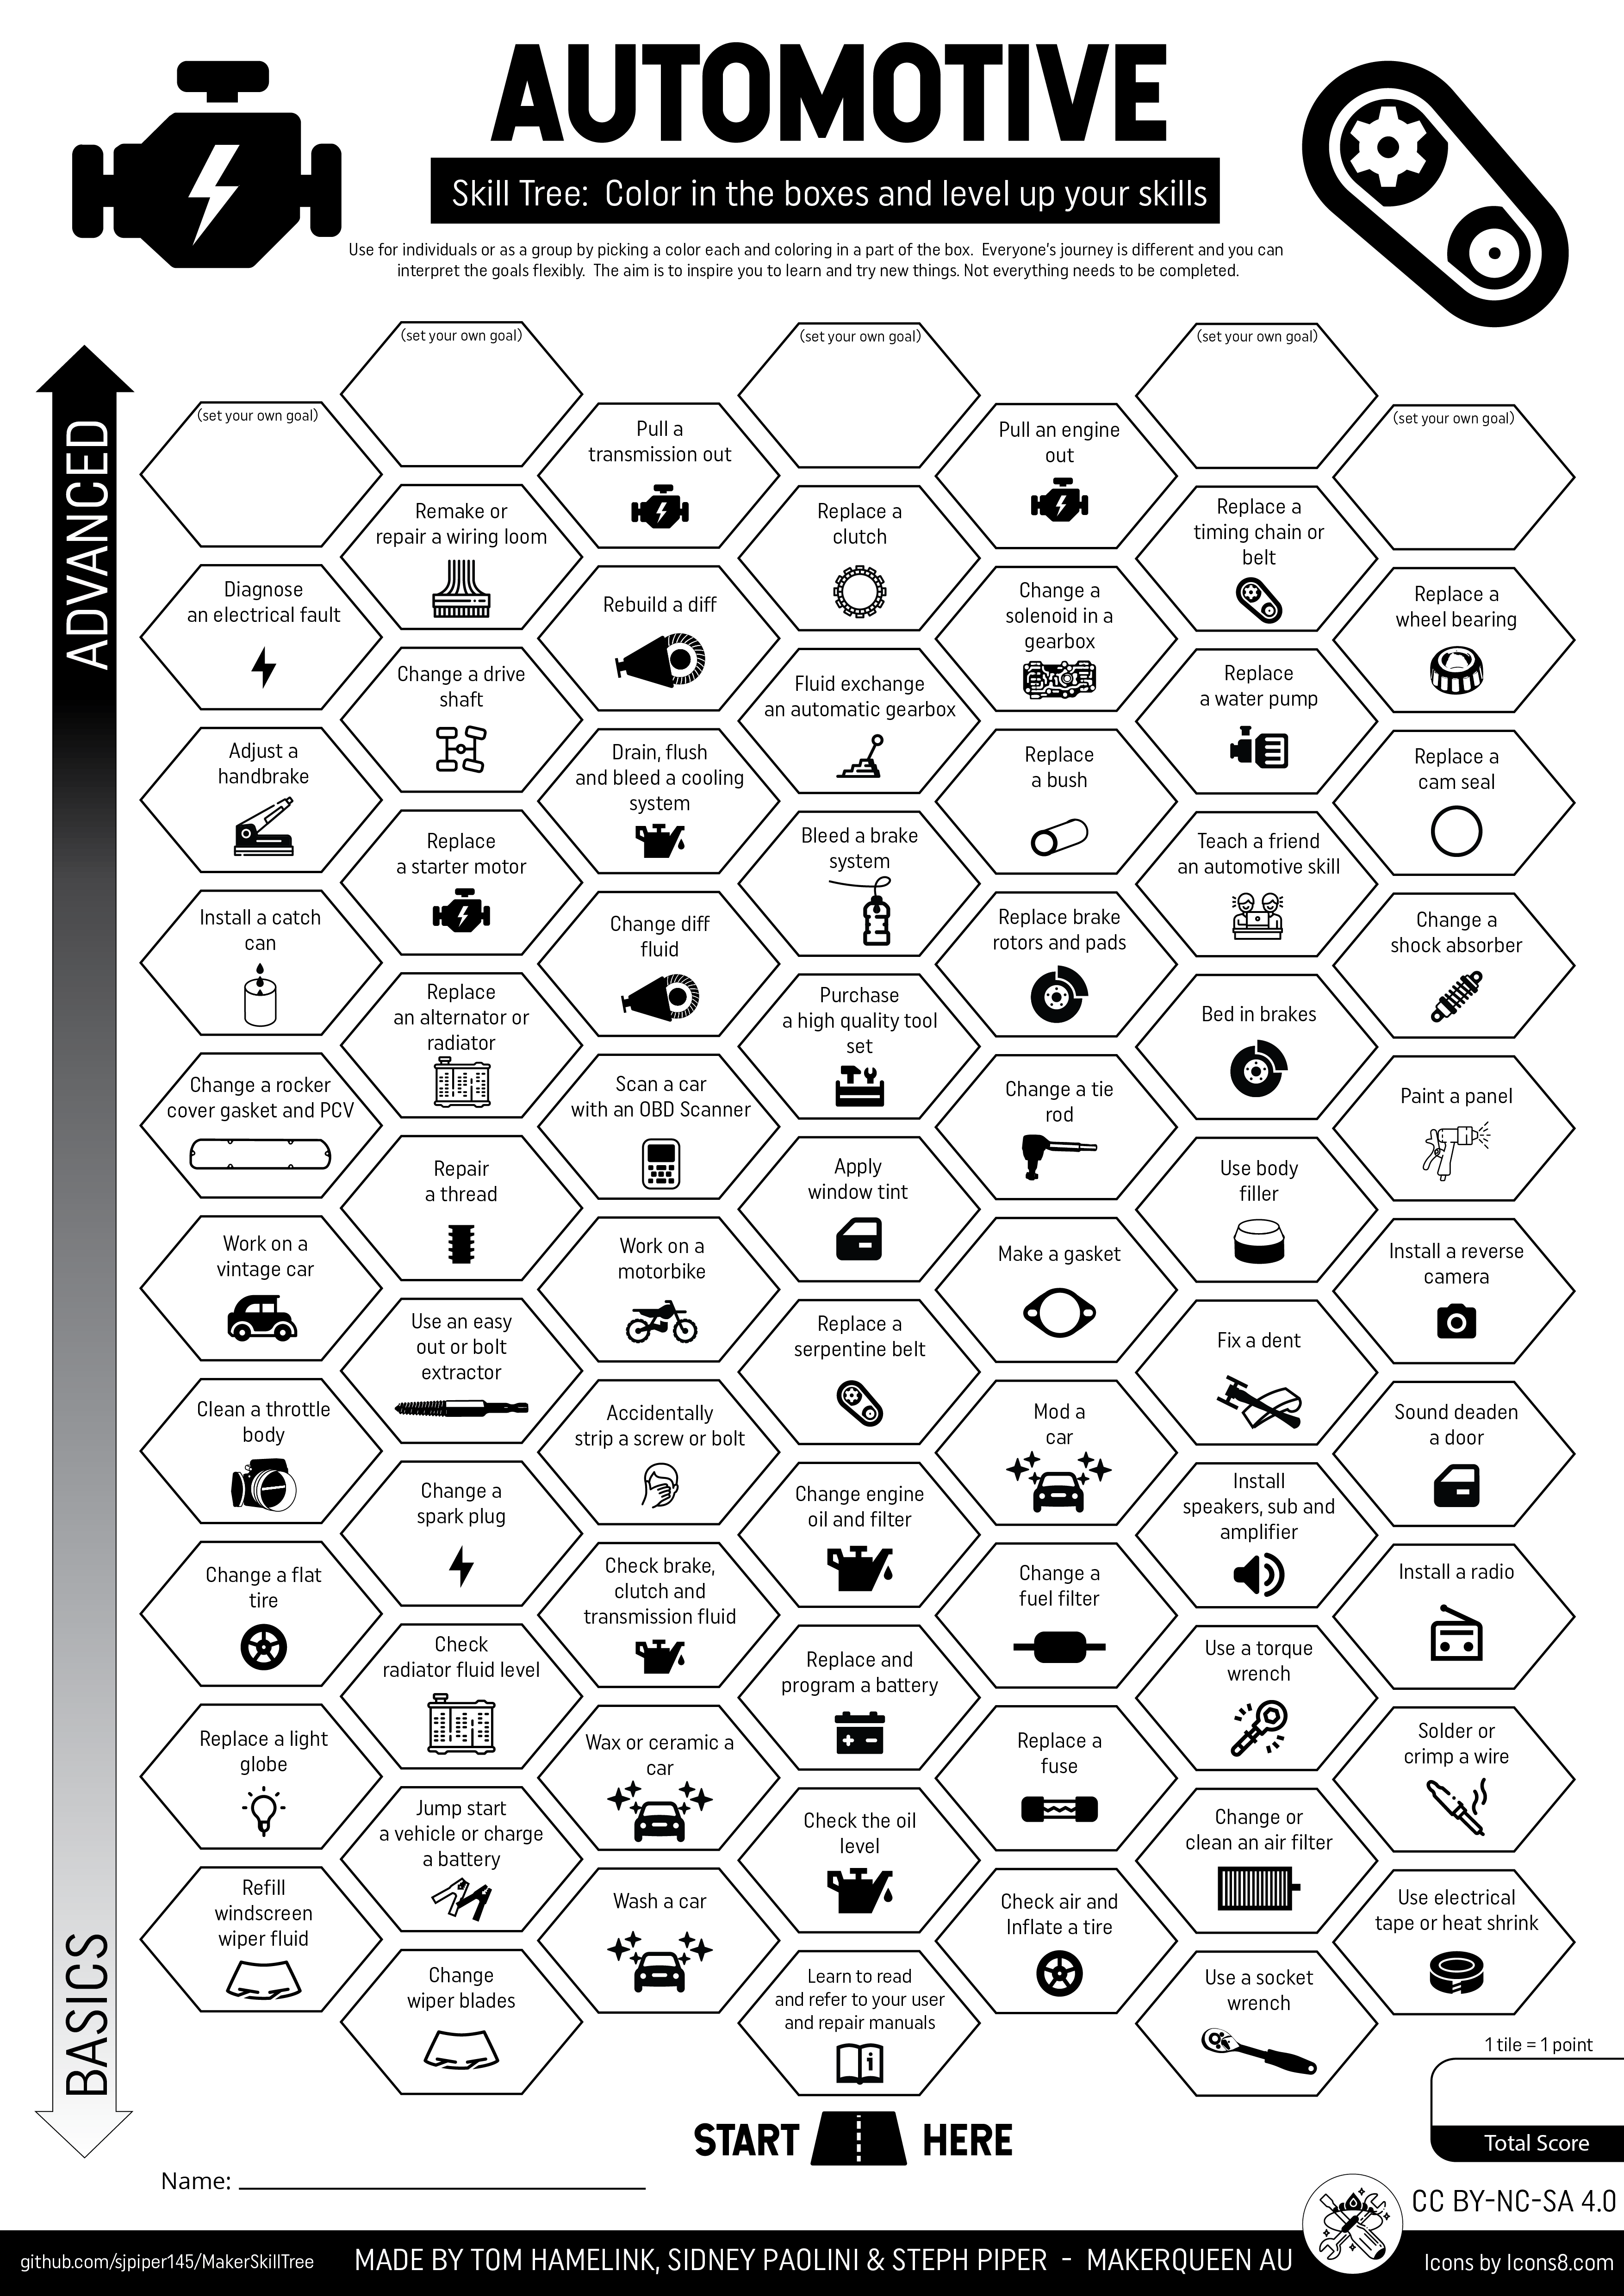 AUTOMOTIVE
Skill Tree: Color in the boxes and level up your skills
Use for individuals or as a group by picking a color each and coloring in a part of the box. Everyone's journey is different and you can
interpret the goals flexibly. The aim is to inspire you to learn and try new things. Not everything needs to be completed.
ADVANCED
BASICS
(set your own goal)
(set your own goal)
(set your own goal)
(set your own goal)
(set your own goal)
Pull a
transmission out
Pull an engine
out
Remake or
repair a wiring loom
Replace a
clutch
Replace a
timing chain or
belt
Diagnose
an electrical fault
Rebuild a diff
Change a
solenoid in a
gearbox
Replace a
wheel bearing
Change a drive
shaft
Fluid exchange
an automatic gearbox
Replace
a water pump
Adjust a
handbrake
Drain, flush
and bleed a cooling
system
Replace
a bush
Replace a
cam seal
Replace
a starter motor
Bleed a brake
system
Teach a friend
an automotive skill
Install a catch
can
Change diff
fluid
Replace brake
rotors and pads
Change a
shock absorber
Replace
an alternator or
radiator
Purchase
a high quality tool
set
Bed in brakes
Change a rocker
cover gasket and PCV
Scan a car
with an OBD Scanner
Change a tie
rod
Paint a panel
Repair
a thread
Apply
window tint
Use body
filler
Work on a
vintage car
Work on a
motorbike
Make a gasket
Install a reverse
camera
Use an easy
out or bolt
extractor
Replace a
serpentine belt
Fix a dent
Clean a throttle
body
Accidentally
strip a screw or bolt
Mod a
car
Sound deaden
a door
Change a
spark plug
Change engine
oil and filter
Install
speakers, sub and
amplifier
Change a flat
tire
Check brake,
clutch and
transmission fluid
Change a
fuel filter
Install a radio
Check
radiator fluid level
Replace and
program a battery
Use a torque
wrench
Replace a light
globe
Wax or ceramic a
car
Replace a
fuse
Solder or
crimp a wire
Jump start
a vehicle or charge
a battery
Check the oil
level
Change or
clean an air filter
Refill
windscreen
wiper fluid
Wash a car
Check air and
Inflate a tire
Use electrical
tape or heat shrink
Change
wiper blades
Learn to read
and refer to your user
and repair manuals
Use a socket
wrench
1 tile = 1 point
Total Score
START HERE
Name:
CC BY-NC-SA 4.0
github.com/sjpiper145/MakerSkillTree
MADE BY TOM HAMELINK, SIDNEY PAOLINI & STEPH PIPER - MAKERQUEEN AU
Icons by Icons8.com